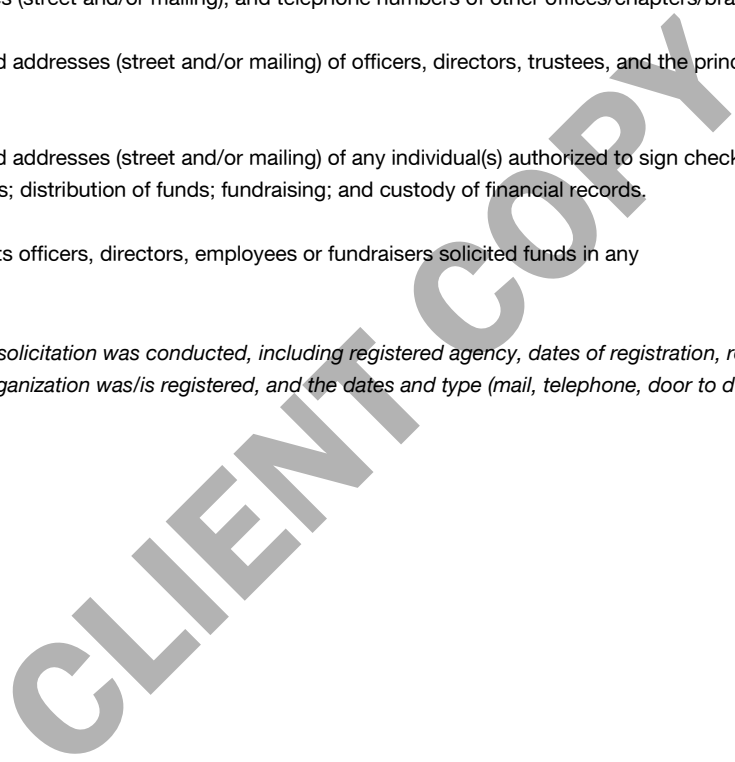 s (street and/or mailing), and telephone numbers of other offices/chapters/bra
d addresses (street and/or mailing) of officers, directors, trustees, and the princ
d addresses (street and/or mailing) of any individual(s) authorized to sign check
s; distribution of funds; fundraising; and custody of financial records.
ts officers, directors, employees or fundraisers solicited funds in any
solicitation was conducted, including registered agency, dates of registration, r
ganization was/is registered, and the dates and type (mail, telephone, door to d
CLIENT COPY